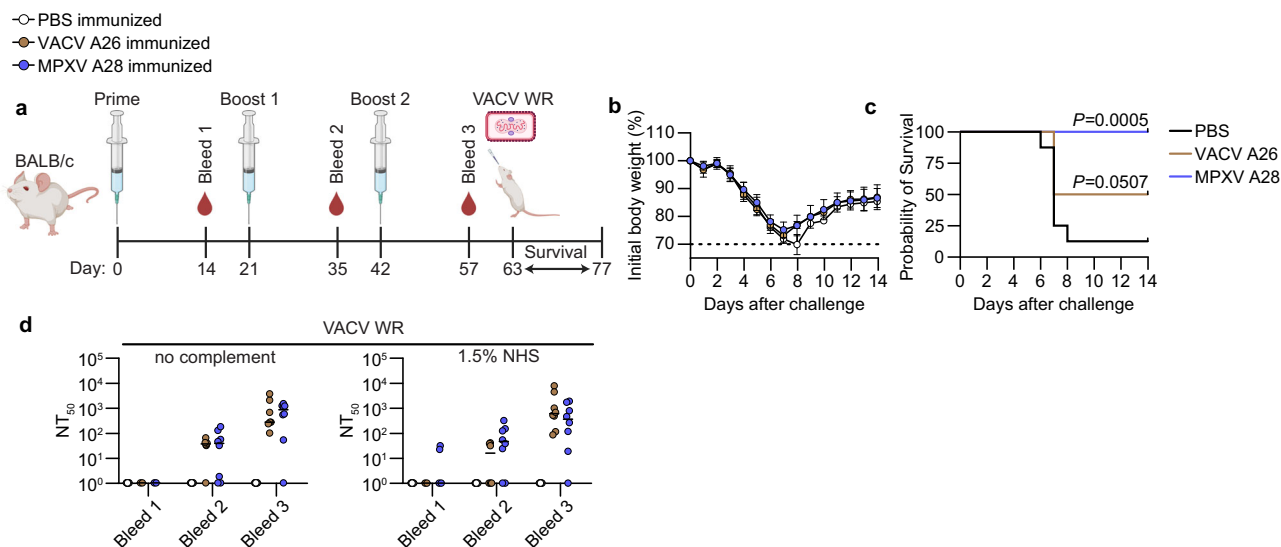 PBS immunized
VACV A26 immunized
MPXV A28 immunized
a
Prime
Boost 1
Boost 2
VACV WR
Bleed 1
Bleed 2
Bleed 3
BALB/c
Survival
Day: 0 14 21 35 42 57 63 77
b
Initial body weight (%)
110
100
90
80
70
0 2 4 6 8 10 12 14
Days after challenge
c
Probability of Survival
100
75
50
25
0
P=0.0005
P=0.0507
0 2 4 6 8 10 12 14
Days after challenge
PBS
VACV A26
MPXV A28
d
VACV WR
no complement
NT50
10^5
10^4
10^3
10^2
10^1
10^0
Bleed 1
Bleed 2
Bleed 3
1.5% NHS
NT50
10^5
10^4
10^3
10^2
10^1
10^0
Bleed 1
Bleed 2
Bleed 3